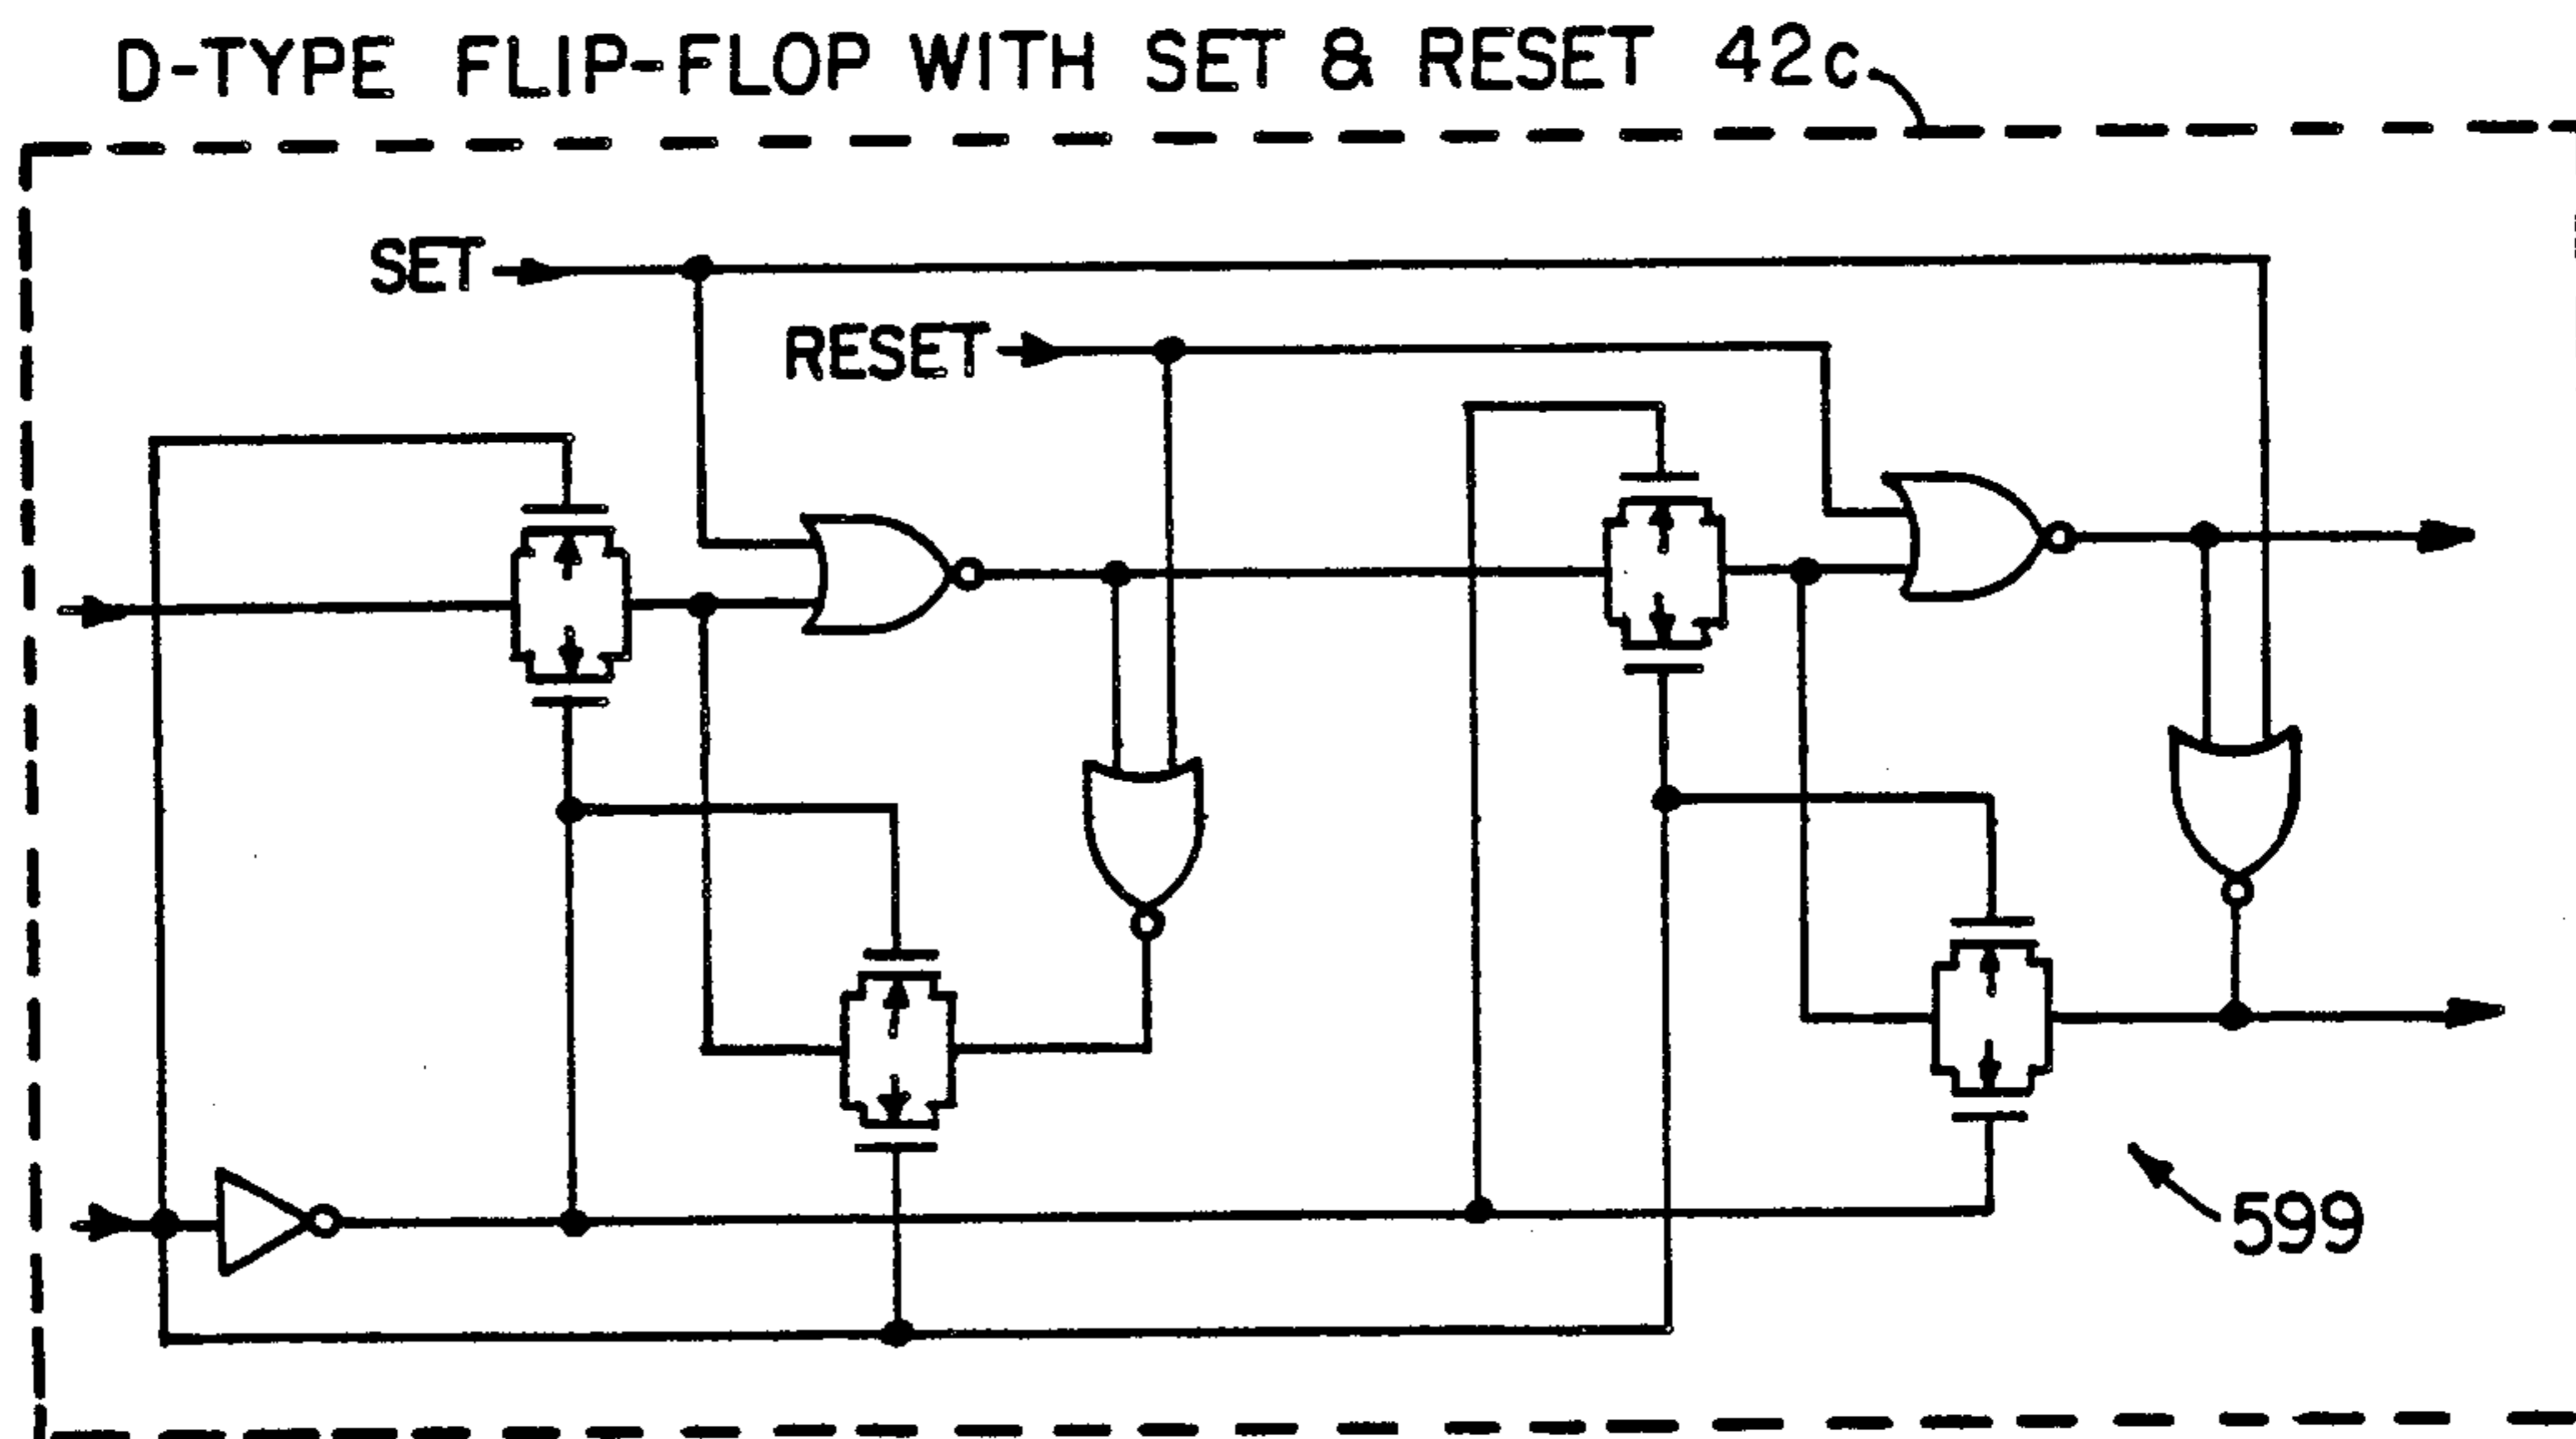 D-TYPE FLIP-FLOP WITH SET & RESET 42c
SET
RESET
599